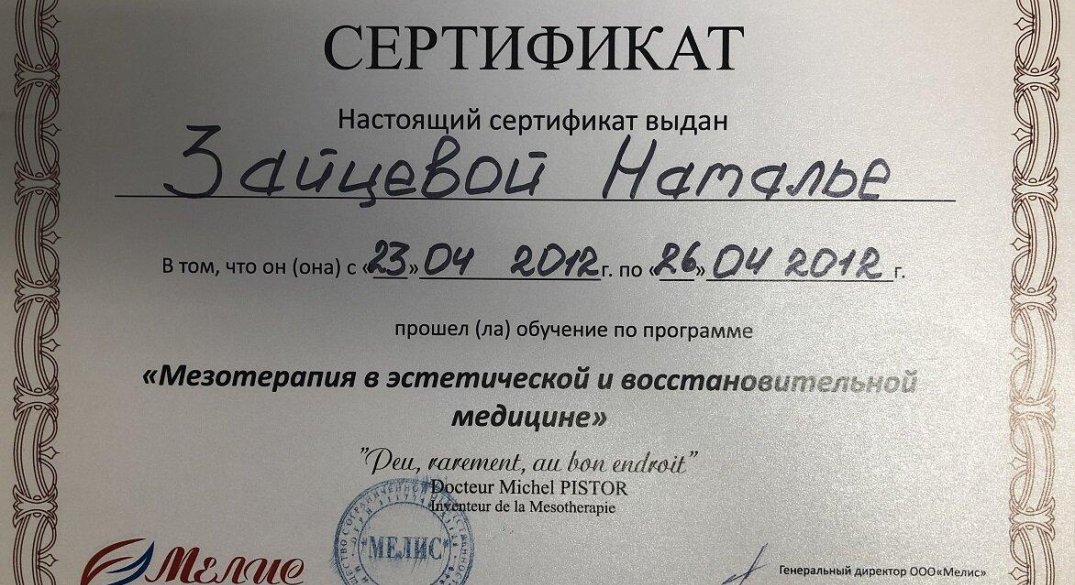 СЕРТИФИКАТ
Настоящий сертификат выдан
Зайцевой Наталье
В том, что он (она) с «23» 04 2012 г. по «26» 04 2012 г.
прошел (ла) обучение по программе
«Мезотерапия в эстетической и восстановительной
медицине»
"Peu, rarement, au bon endroit"
Docteur Michel PISTOR
Inventeur de la Mesotherapie
"МЕЛИС"
Мелис
Генеральный директор ООО«Мелис»